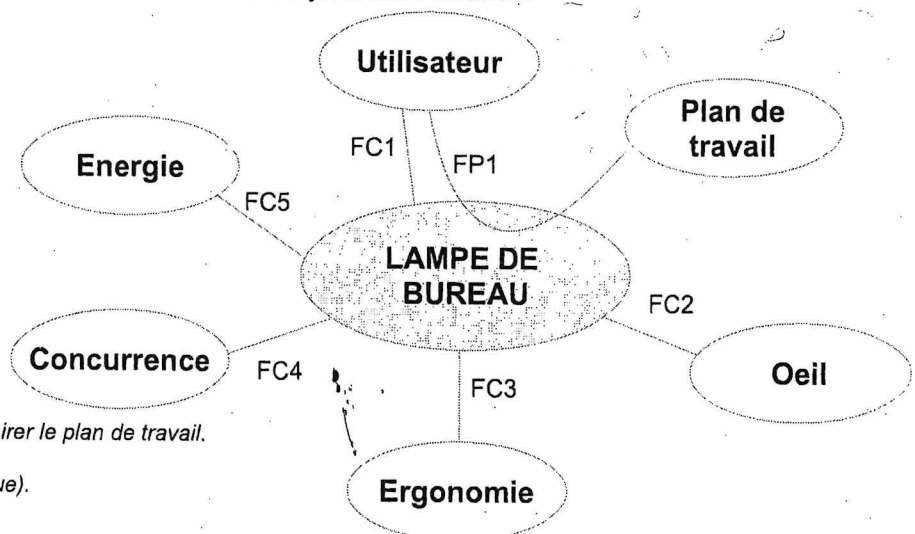 Utilisateur
Plan de
travail
Energie
FC1
FP1
FC5
LAMPE DE
BUREAU
FC2
Concurrence
FC4
FC3
Oeil
irer le plan de travail.
ue).
Ergonomie